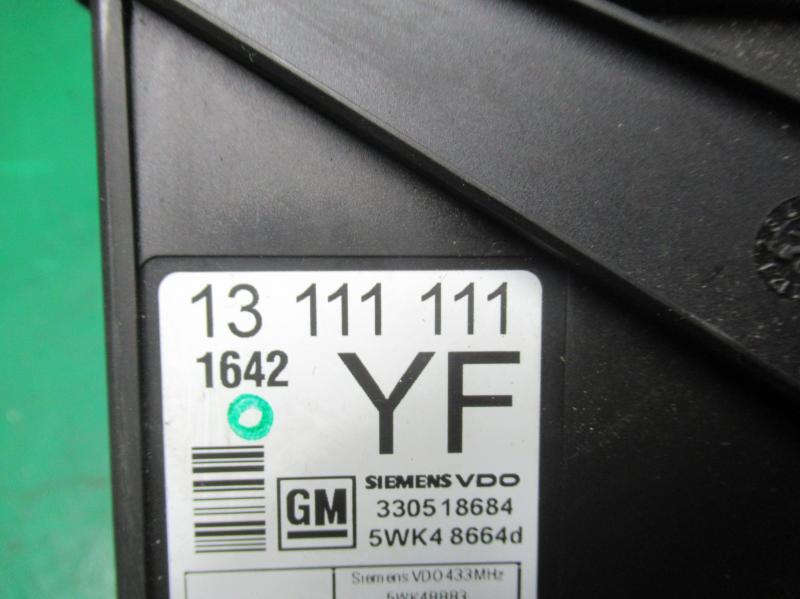 13 111 111
1642
YF
GM
SIEMENS VDO
330518684
5WK4 8664d
Siemens VDO 433MHz